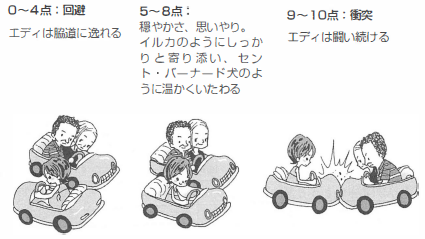 0～4点：回避
エディは脇道に逸れる
5～8点：
穏やかさ、思いやり。
イルカのようにしっか
りと寄り添い、セン
ト・バーナード犬のよ
うに温かくいたわる
9～10点：衝突
エディは闘い続ける